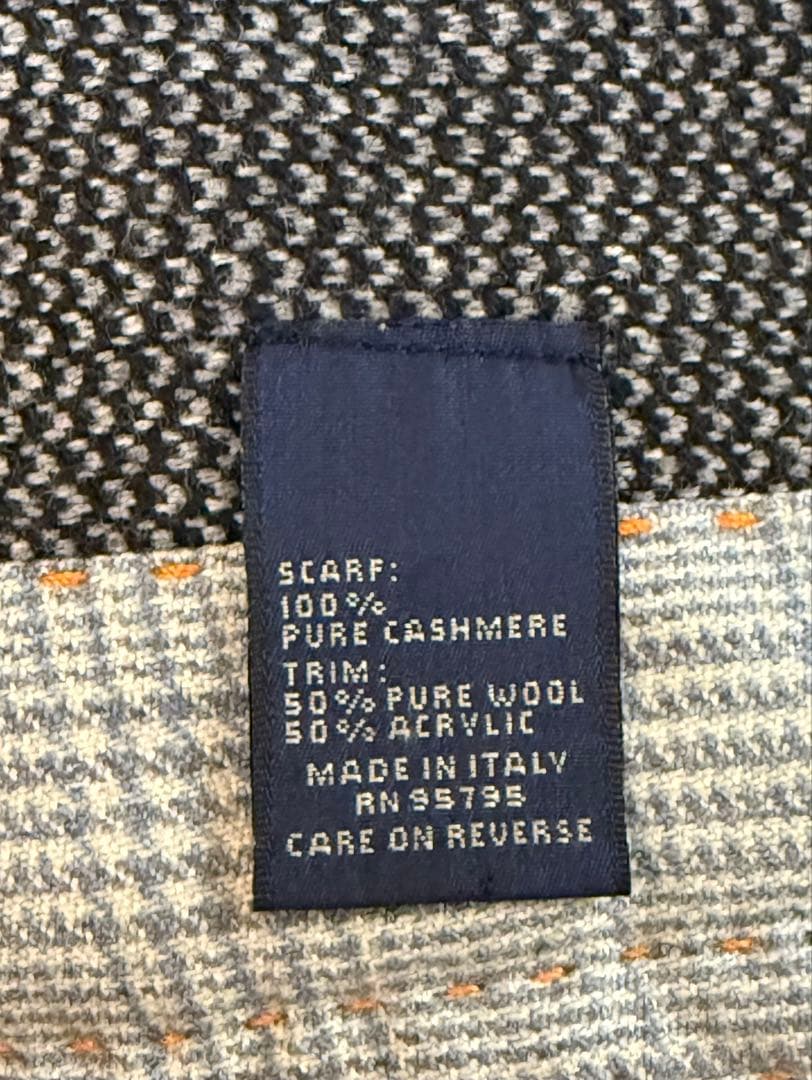 SCARF:
100%
PURE CASHMERE
TRIM:
50% PURE WOOL
50% ACRYLIC
MADE IN ITALY
RN 95795
CARE ON REVERSE